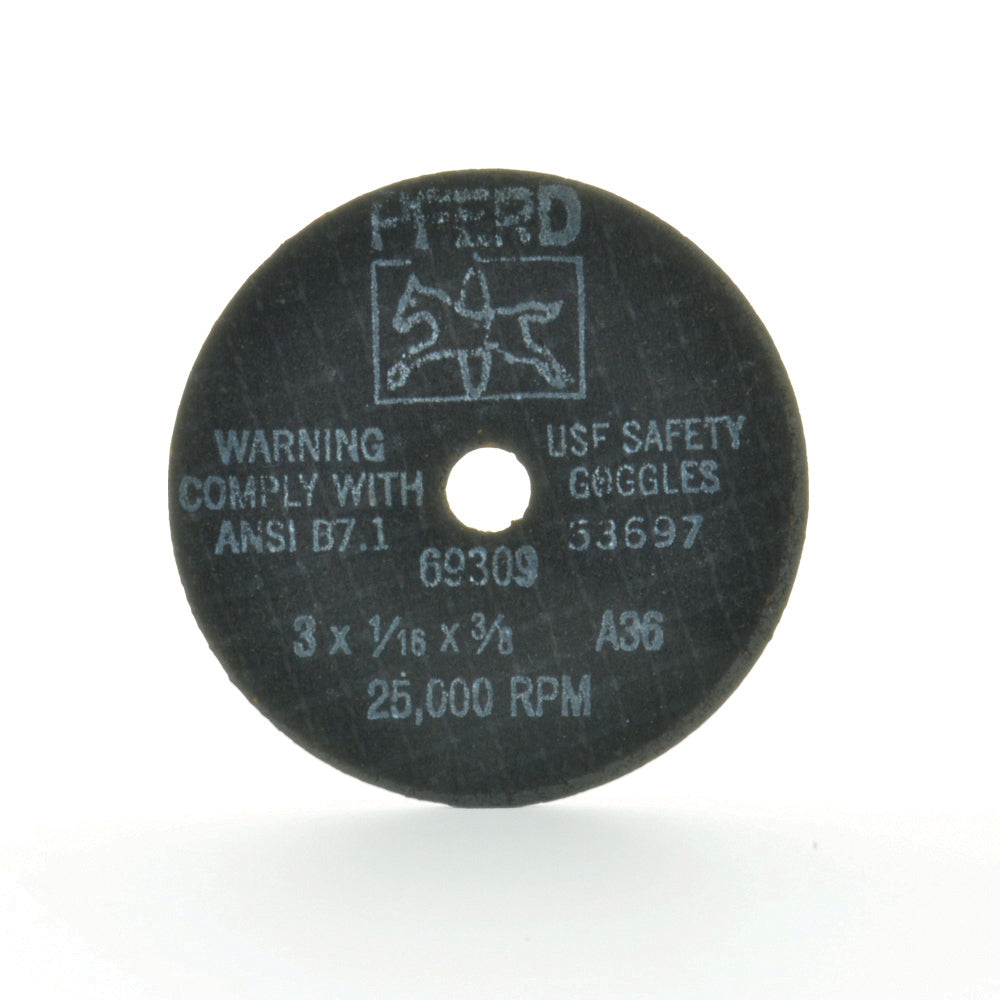 PFERD
WARNING
COMPLY WITH
ANSI B7.1
USE SAFETY
GOGGLES
53697
69309
3 x 1/16 x 3/8 A36
25,000 RPM